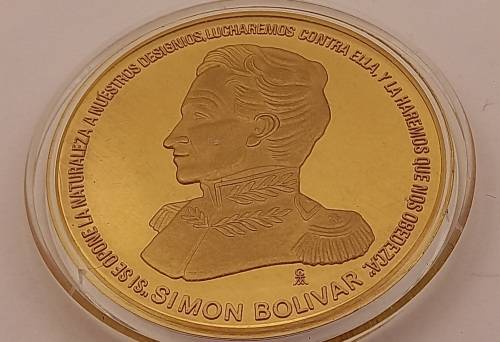 "SI SE OPONE LA NATURALEZA A NUESTROS DESIGNIOS, LUCHAREMOS CONTRA ELLA, Y LA HAREMOS QUE NOS OBEDEZCA"
SIMON BOLIVAR